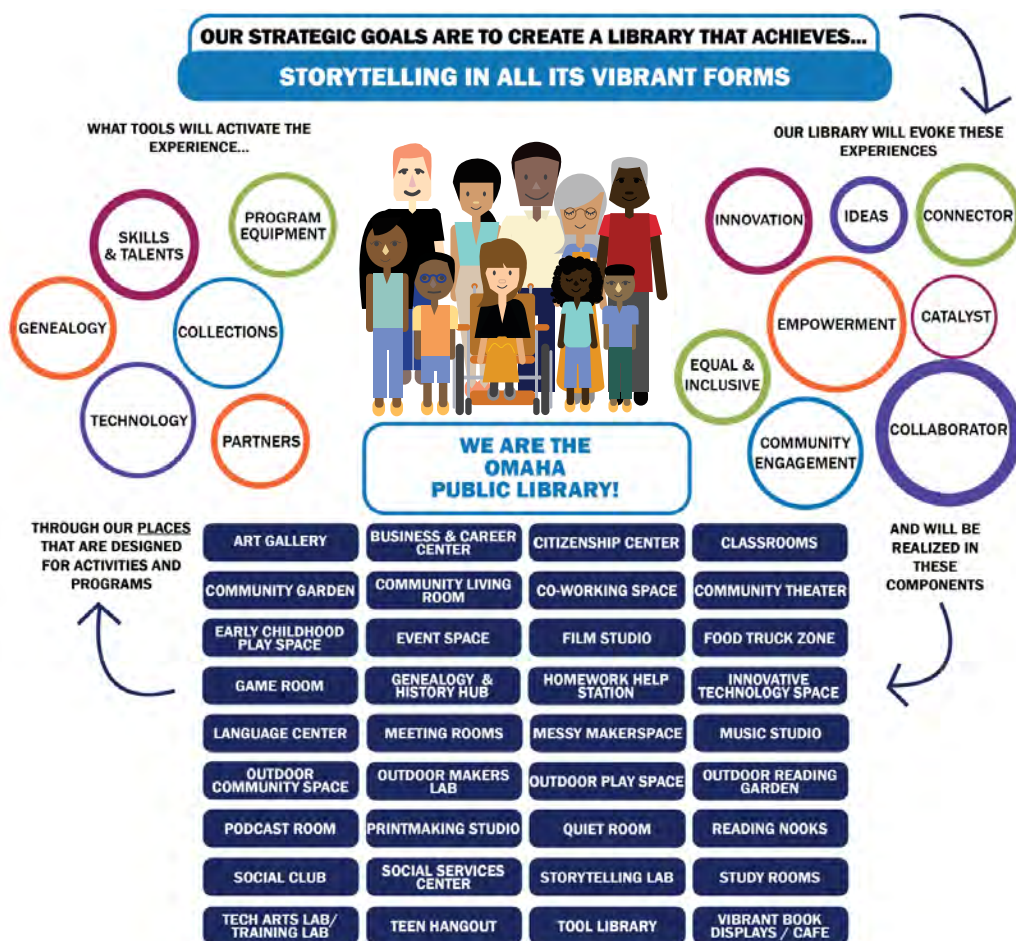 OUR STRATEGIC GOALS ARE TO CREATE A LIBRARY THAT ACHIEVES...
STORYTELLING IN ALL ITS VIBRANT FORMS
WHAT TOOLS WILL ACTIVATE THE
EXPERIENCE...
SKILLS
& TALENTS
PROGRAM
EQUIPMENT
GENEALOGY
COLLECTIONS
TECHNOLOGY
PARTNERS
OUR LIBRARY WILL EVOKE THESE
EXPERIENCES
INNOVATION
IDEAS
CONNECTOR
EMPOWERMENT
CATALYST
EQUAL &
INCLUSIVE
COMMUNITY
ENGAGEMENT
COLLABORATOR
WE ARE THE
OMAHA
PUBLIC LIBRARY!
THROUGH OUR PLACES
THAT ARE DESIGNED
FOR ACTIVITIES AND
PROGRAMS
AND WILL BE
REALIZED IN
THESE
COMPONENTS
ART GALLERY
BUSINESS & CAREER
CENTER
CITIZENSHIP CENTER
CLASSROOMS
COMMUNITY GARDEN
COMMUNITY LIVING
ROOM
CO-WORKING SPACE
COMMUNITY THEATER
EARLY CHILDHOOD
PLAY SPACE
EVENT SPACE
FILM STUDIO
FOOD TRUCK ZONE
GAME ROOM
GENEALOGY &
HISTORY HUB
HOMEWORK HELP
STATION
INNOVATIVE
TECHNOLOGY SPACE
LANGUAGE CENTER
MEETING ROOMS
MESSY MAKERSPACE
MUSIC STUDIO
OUTDOOR
COMMUNITY SPACE
OUTDOOR MAKERS
LAB
OUTDOOR PLAY SPACE
OUTDOOR READING
GARDEN
PODCAST ROOM
PRINTMAKING STUDIO
QUIET ROOM
READING NOOKS
SOCIAL CLUB
SOCIAL SERVICES
CENTER
STORYTELLING LAB
STUDY ROOMS
TECH ARTS LAB/
TRAINING LAB
TEEN HANGOUT
TOOL LIBRARY
VIBRANT BOOK
DISPLAYS / CAFE